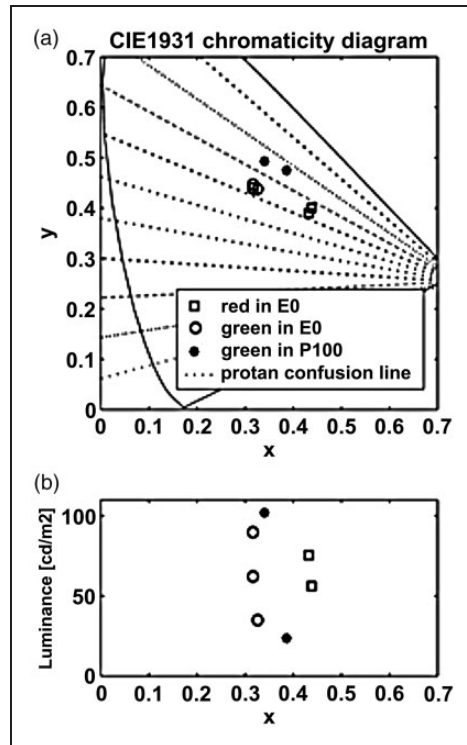 (a)
CIE1931 chromaticity diagram
0.7
0.6
0.5
0.4
0.3
0.2
0.1
0
y
red in E0
green in E0
green in P100
protan confusion line
0 0.1 0.2 0.3 0.4 0.5 0.6 0.7
x
(b)
100
50
0
Luminance [cd/m2]
0 0.1 0.2 0.3 0.4 0.5 0.6 0.7
x